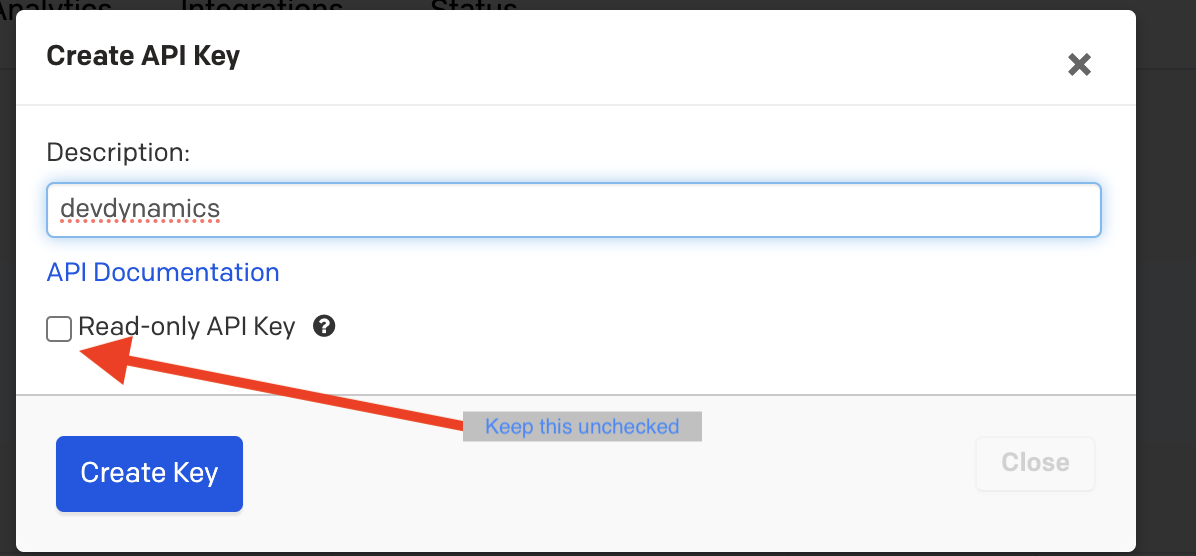 Analytics Integrations Status
Create API Key
Description:
devdynamics
API Documentation
Read-only API Key
Keep this unchecked
Create Key
Close